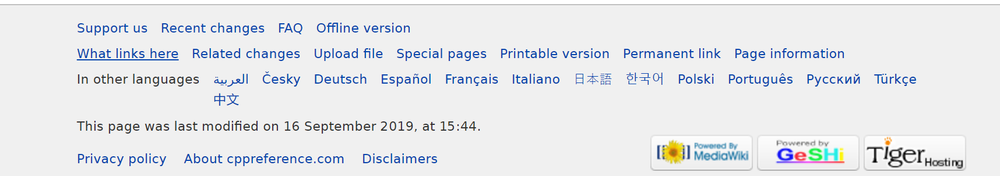 Support us Recent changes FAQ Offline version
What links here Related changes Upload file Special pages Printable version Permanent link Page information
In other languages العربية Česky Deutsch Español Français Italiano 日本語 한국어 Polski Português Русский Türkçe
中文
This page was last modified on 16 September 2019, at 15:44.
Privacy policy About cppreference.com Disclaimers
Powered By
MediaWiki
Powered by
GeSHi
Tiger Hosting